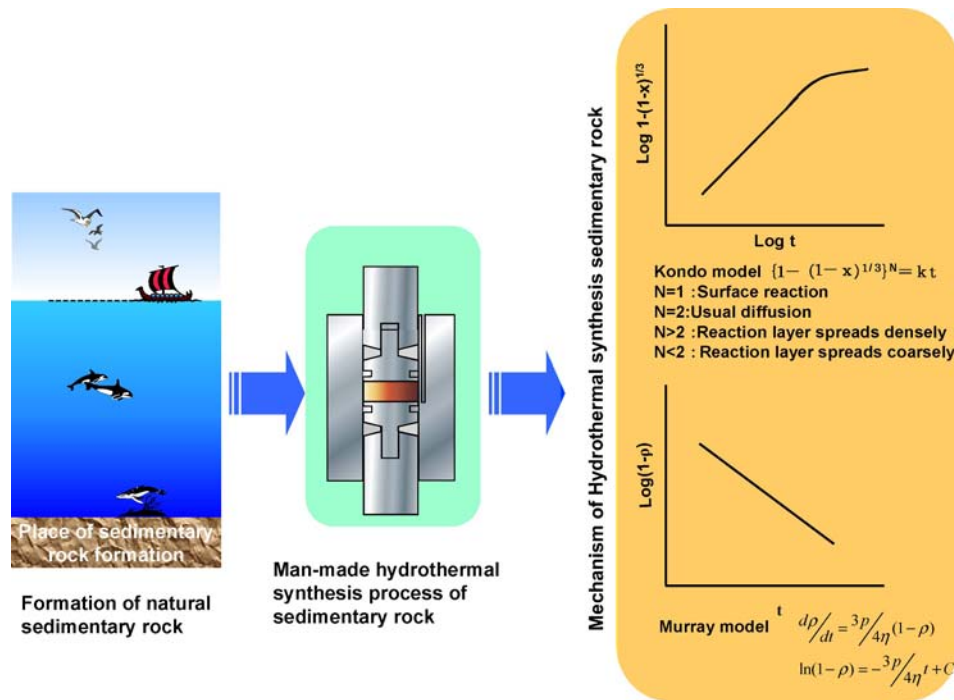 Place of sedimentary
rock formation
Formation of natural
sedimentary rock
Man-made hydrothermal
synthesis process of
sedimentary rock
Mechanism of Hydrothermal synthesis sedimentary rock
Log 1-(1-x)^1/3
Log t
Kondo model {1- (1-x)^1/3}^N = kt
N=1 :Surface reaction
N=2:Usual diffusion
N>2 : Reaction layer spreads densely
N<2 : Reaction layer spreads coarsely
Log(1-p)
t
Murray model dρ/dt = 3p/4η (1-ρ)
ln(1-ρ) = -3p/4η t + C